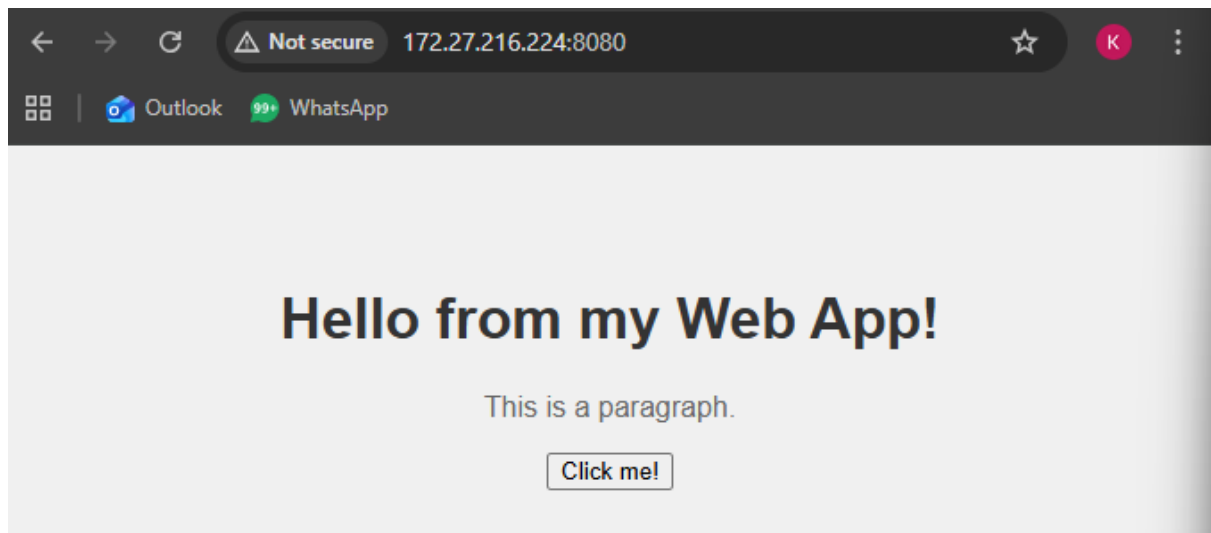 Not secure 172.27.216.224:8080 K
Outlook 99+ WhatsApp
Hello from my Web App!
This is a paragraph.
Click me!